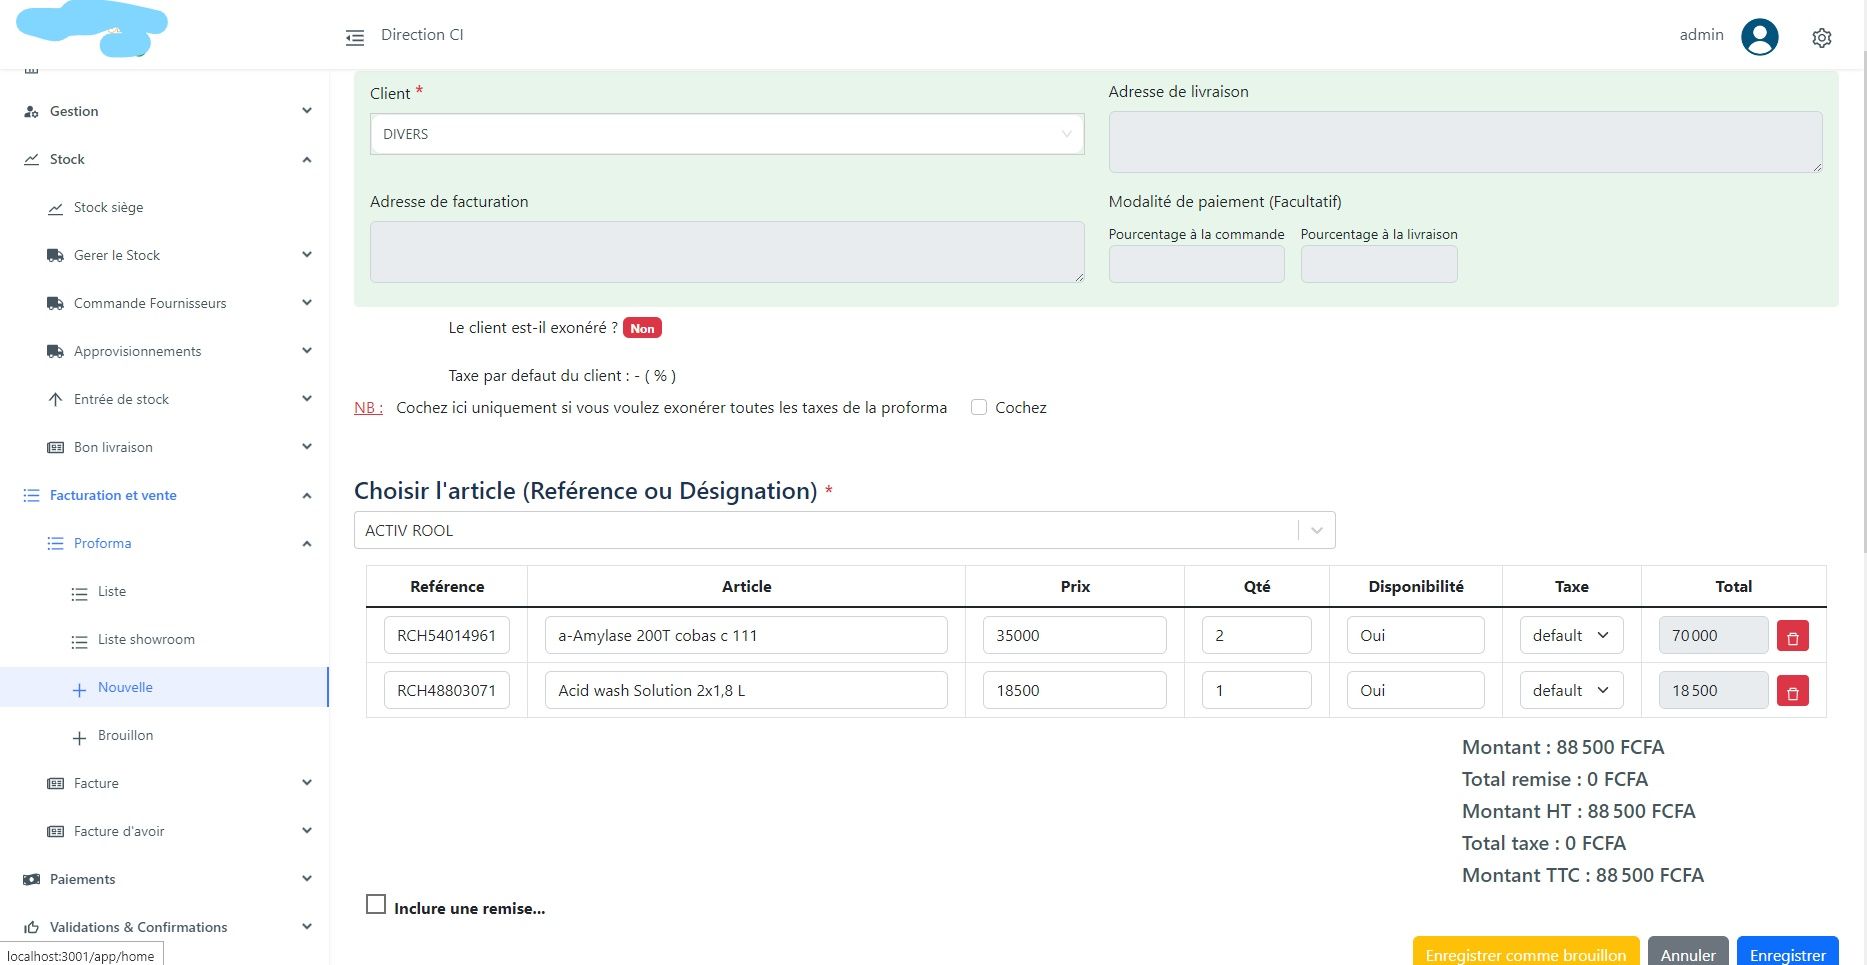 Direction CI
admin
Gestion
Stock
Stock siège
Gerer le Stock
Commande Fournisseurs
Approvisionnements
Entrée de stock
Bon livraison
Facturation et vente
Proforma
Liste
Liste showroom
Nouvelle
Brouillon
Facture
Facture d'avoir
Paiements
Validations & Confirmations
localhost:3001/app/home
Client *
DIVERS
Adresse de livraison
Adresse de facturation
Modalité de paiement (Facultatif)
Pourcentage à la commande Pourcentage à la livraison
Le client est-il exonéré ? Non
Taxe par defaut du client : - ( % )
NB : Cochez ici uniquement si vous voulez exonérer toutes les taxes de la proforma Cochez
Choisir l'article (Reférence ou Désignation) *
ACTIV ROOL
Reférence Article Prix Qté Disponibilité Taxe Total
RCH54014961 a-Amylase 200T cobas c 111 35000 2 Oui default 70 000
RCH48803071 Acid wash Solution 2x1,8 L 18500 1 Oui default 18 500
Montant : 88 500 FCFA
Total remise : 0 FCFA
Montant HT : 88 500 FCFA
Total taxe : 0 FCFA
Montant TTC : 88 500 FCFA
Inclure une remise...
Enregistrer comme brouillon Annuler Enregistrer